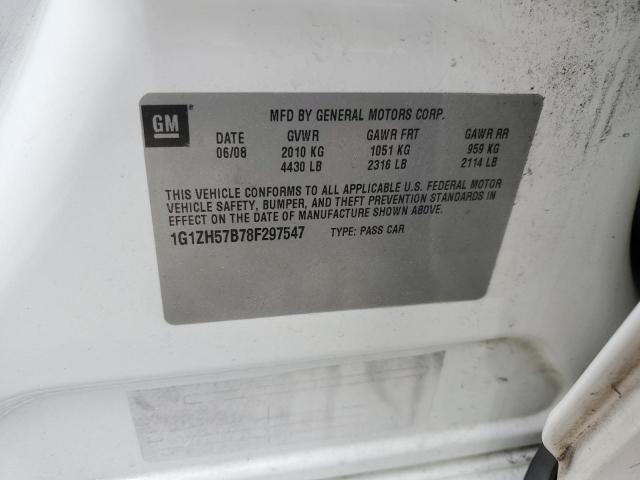 GM
MFD BY GENERAL MOTORS CORP.
DATE GVWR GAWR FRT GAWR RR
06/08 2010 KG 1051 KG 959 KG
4430 LB 2316 LB 2114 LB
THIS VEHICLE CONFORMS TO ALL APPLICABLE U.S. FEDERAL MOTOR
VEHICLE SAFETY, BUMPER, AND THEFT PREVENTION STANDARDS IN
EFFECT ON THE DATE OF MANUFACTURE SHOWN ABOVE.
1G1ZH57B78F297547 TYPE: PASS CAR